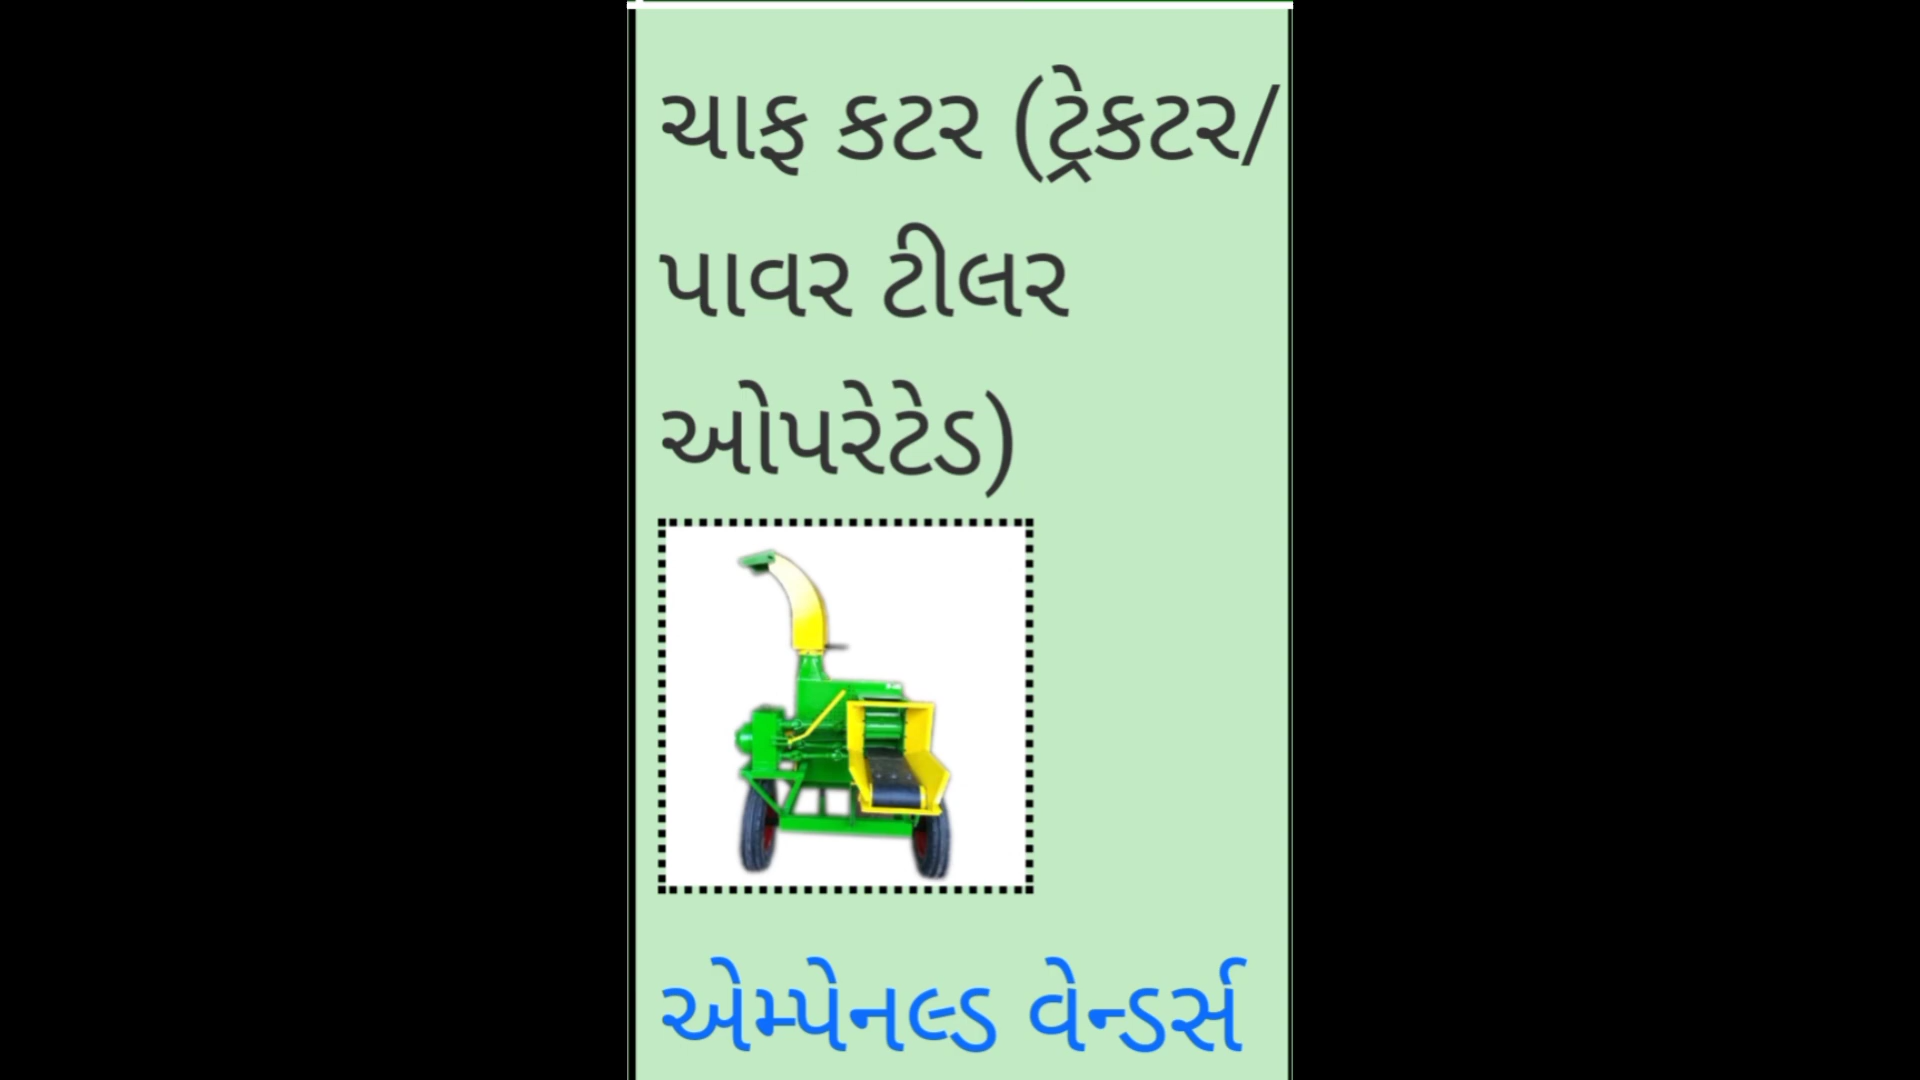 ચાફ કટર (ટ્રેકટર/
પાવર ટીલર
ઓપરેટેડ)
એમ્પેનલ્ડ વેન્ડર્સ